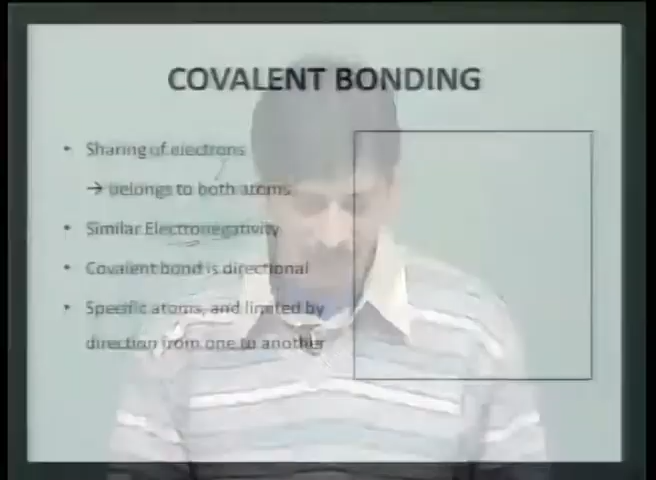 COVALENT BONDING
• Sharing of electrons
→ belongs to both atoms
• Similar Electronegativity
• Covalent bond is directional
• Specific atoms, and limited by
direction from one to another